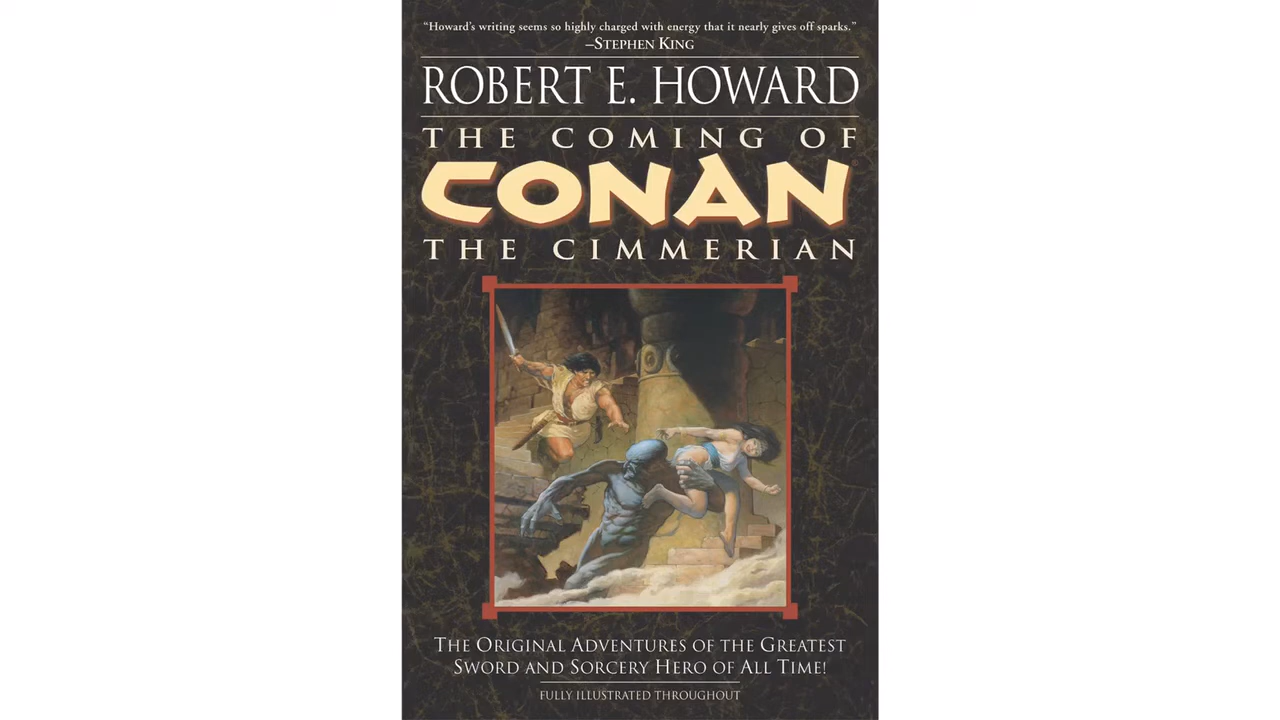 “Howard’s writing seems so highly charged with energy that it nearly gives off sparks.”
–STEPHEN KING
ROBERT E. HOWARD
THE COMING OF
CONAN®
THE CIMMERIAN
THE ORIGINAL ADVENTURES OF THE GREATEST
SWORD AND SORCERY HERO OF ALL TIME!
FULLY ILLUSTRATED THROUGHOUT